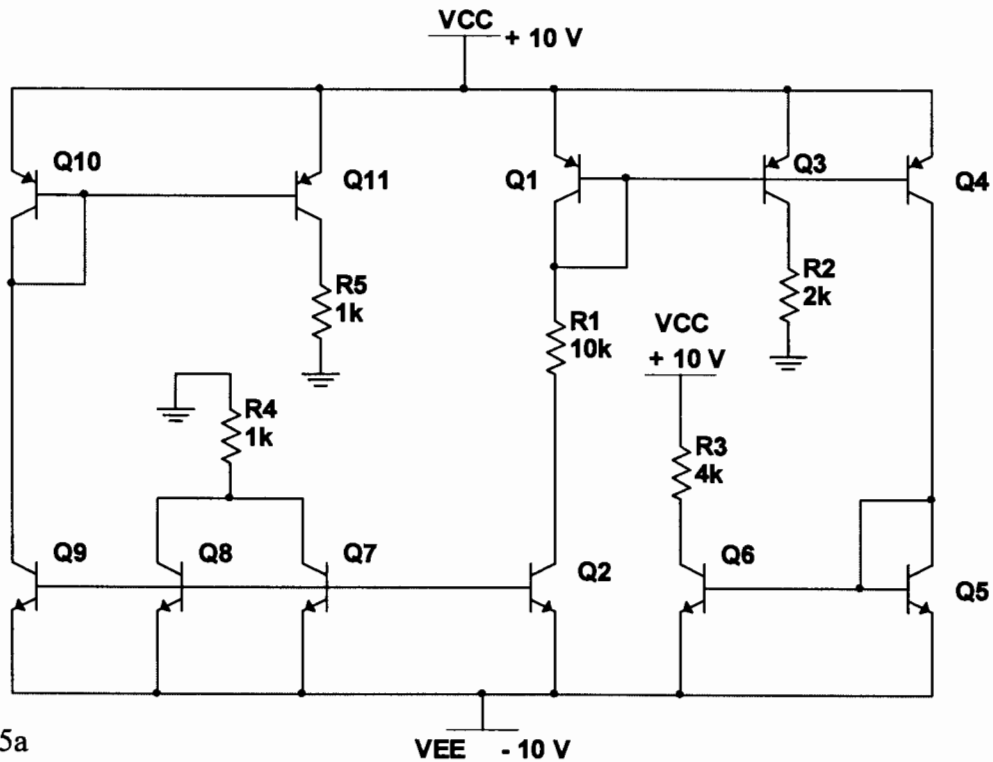 VCC
+ 10 V
Q10
Q11
Q1
Q3
Q4
R5
1k
R2
2k
R1
10k
VCC
+ 10 V
R4
1k
R3
4k
Q9
Q8
Q7
Q2
Q6
Q5
5a
VEE - 10 V